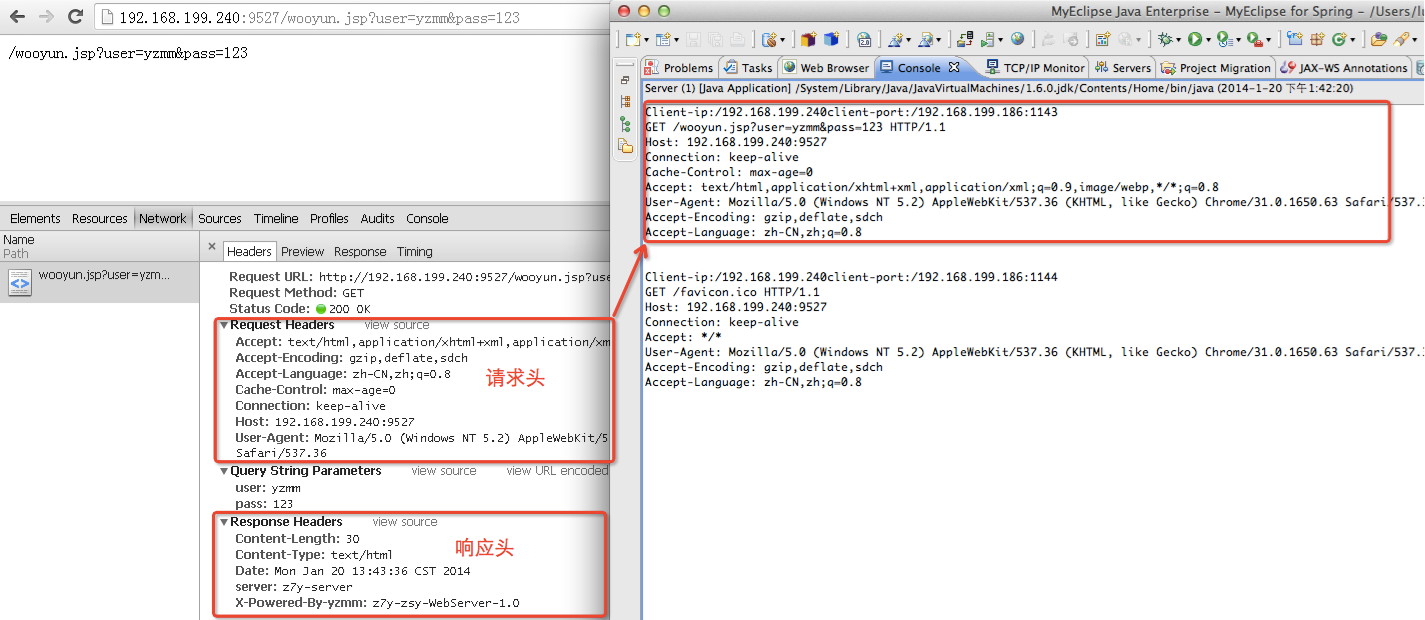 192.168.199.240:9527/wooyun.jsp?user=yzmm&pass=123
/wooyun.jsp?user=yzmm&pass=123
Elements Resources Network Sources Timeline Profiles Audits Console
Name
Path
wooyun.jsp?user=yzm...
× Headers Preview Response Timing
Request URL: http://192.168.199.240:9527/wooyun.jsp?use
Request Method: GET
Status Code: 200 OK
Request Headers view source
Accept: text/html,application/xhtml+xml,application/xm
Accept-Encoding: gzip,deflate,sdch
Accept-Language: zh-CN,zh;q=0.8
请求头
Cache-Control: max-age=0
Connection: keep-alive
Host: 192.168.199.240:9527
User-Agent: Mozilla/5.0 (Windows NT 5.2) AppleWebKit/5
Safari/537.36
Query String Parameters view source view URL encoded
user: yzmm
pass: 123
Response Headers view source
Content-Length: 30
Content-Type: text/html
响应头
Date: Mon Jan 20 13:43:36 CST 2014
server: z7y-server
X-Powered-By-yzmm: z7y-zsy-WebServer-1.0
MyEclipse Java Enterprise – MyEclipse for Spring – /Users/lu
Problems Tasks Web Browser Console TCP/IP Monitor Servers Project Migration JAX-WS Annotations
Server (1) [Java Application] /System/Library/Java/JavaVirtualMachines/1.6.0.jdk/Contents/Home/bin/java (2014-1-20 下午1:42:20)
Client-ip:/192.168.199.240client-port:/192.168.199.186:1143
GET /wooyun.jsp?user=yzmm&pass=123 HTTP/1.1
Host: 192.168.199.240:9527
Connection: keep-alive
Cache-Control: max-age=0
Accept: text/html,application/xhtml+xml,application/xml;q=0.9,image/webp,*/*;q=0.8
User-Agent: Mozilla/5.0 (Windows NT 5.2) AppleWebKit/537.36 (KHTML, like Gecko) Chrome/31.0.1650.63 Safari/537.3
Accept-Encoding: gzip,deflate,sdch
Accept-Language: zh-CN,zh;q=0.8
Client-ip:/192.168.199.240client-port:/192.168.199.186:1144
GET /favicon.ico HTTP/1.1
Host: 192.168.199.240:9527
Connection: keep-alive
Accept: */*
User-Agent: Mozilla/5.0 (Windows NT 5.2) AppleWebKit/537.36 (KHTML, like Gecko) Chrome/31.0.1650.63 Safari/537.3
Accept-Encoding: gzip,deflate,sdch
Accept-Language: zh-CN,zh;q=0.8